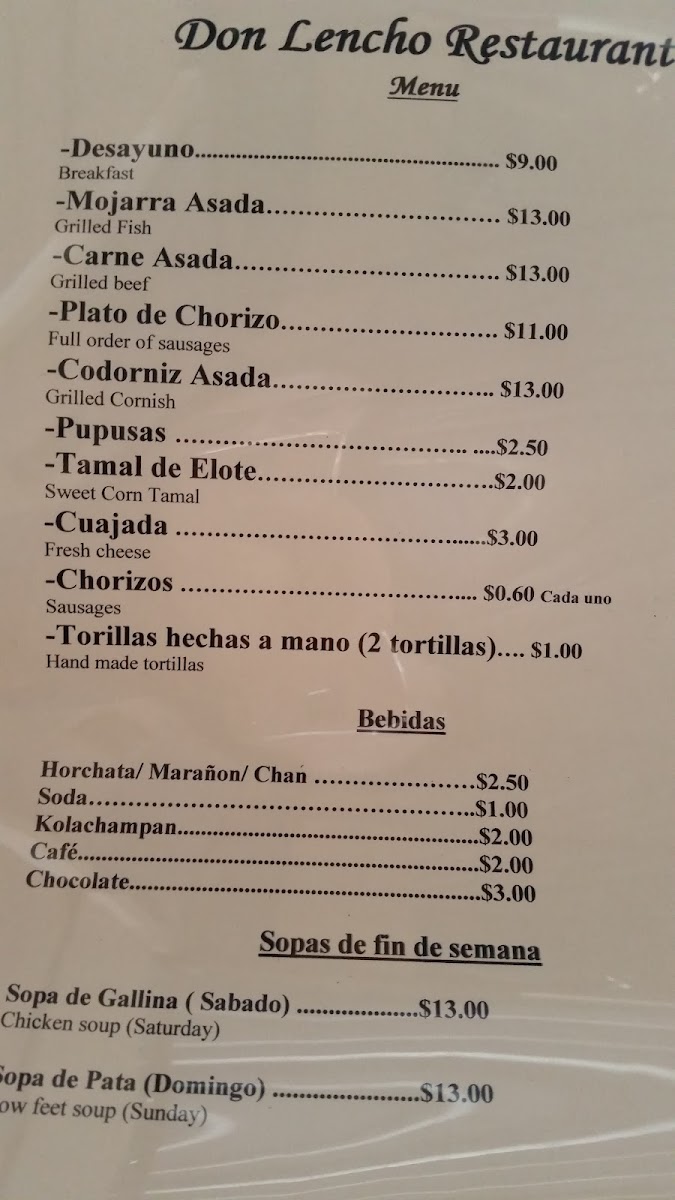 Don Lencho Restaurant
Menu
-Desayuno.................................................... $9.00
Breakfast
-Mojarra Asada.............................. $13.00
Grilled Fish
-Carne Asada.................................. $13.00
Grilled beef
-Plato de Chorizo............................ $11.00
Full order of sausages
-Codorniz Asada............................ $13.00
Grilled Cornish
-Pupusas ..................................... ....$2.50
-Tamal de Elote..............................$2.00
Sweet Corn Tamal
-Cuajada .........................................$3.00
Fresh cheese
-Chorizos ...................................... $0.60 Cada uno
Sausages
-Torillas hechas a mano (2 tortillas).... $1.00
Hand made tortillas
Bebidas
Horchata/ Marañon/ Chan .....................$2.50
Soda..................................................$1.00
Kolachampan...................................................$2.00
Café....................................................................$2.00
Chocolate...........................................................$3.00
Sopas de fin de semana
Sopa de Gallina ( Sabado) ...................$13.00
Chicken soup (Saturday)
Sopa de Pata (Domingo) .......................$13.00
ow feet soup (Sunday)